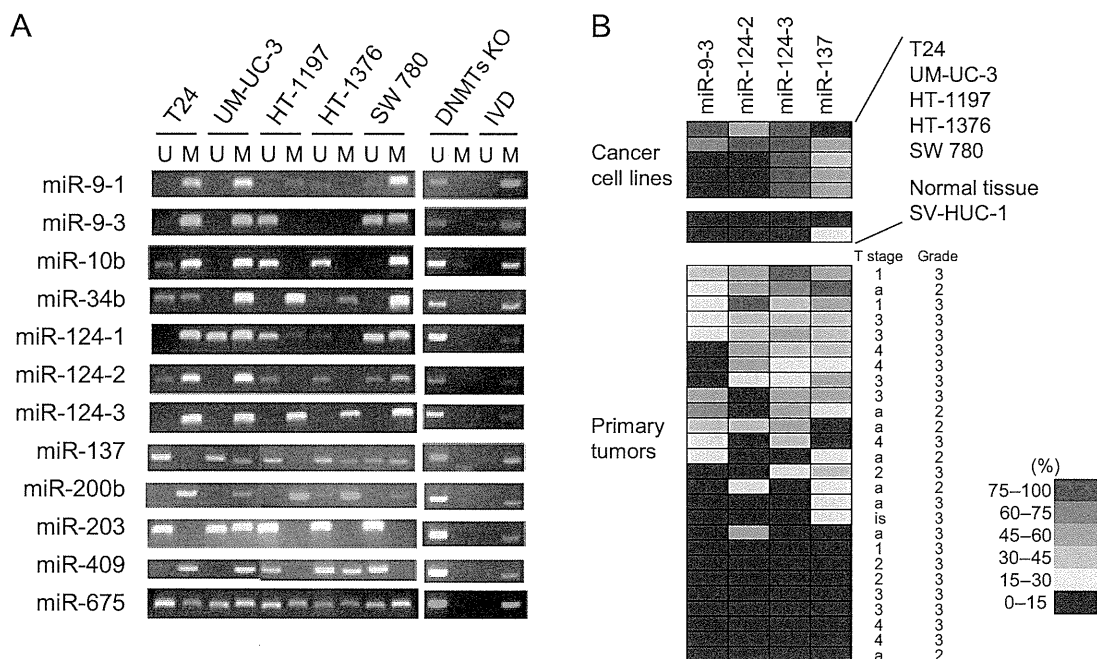 A
T24 UM-UC-3 HT-1197 HT-1376 SW 780 DNMTs KO IVD
U M U M U M U M U M U M U M
miR-9-1
miR-9-3
miR-10b
miR-34b
miR-124-1
miR-124-2
miR-124-3
miR-137
miR-200b
miR-203
miR-409
miR-675
B
miR-9-3 miR-124-2 miR-124-3 miR-137
T24
UM-UC-3
HT-1197
HT-1376
SW 780
Cancer
cell lines
Normal tissue
SV-HUC-1
T stage Grade
1 3
a 2
1 3
3 3
3 3
4 3
4 3
3 3
3 3
a 2
a 2
4 3
a 2
2 3
a 2
a 3
is 3
a 3
1 3
2 3
2 3
3 3
3 3
4 3
4 3
a 2
Primary
tumors
(%)
75–100
60–75
45–60
30–45
15–30
0–15